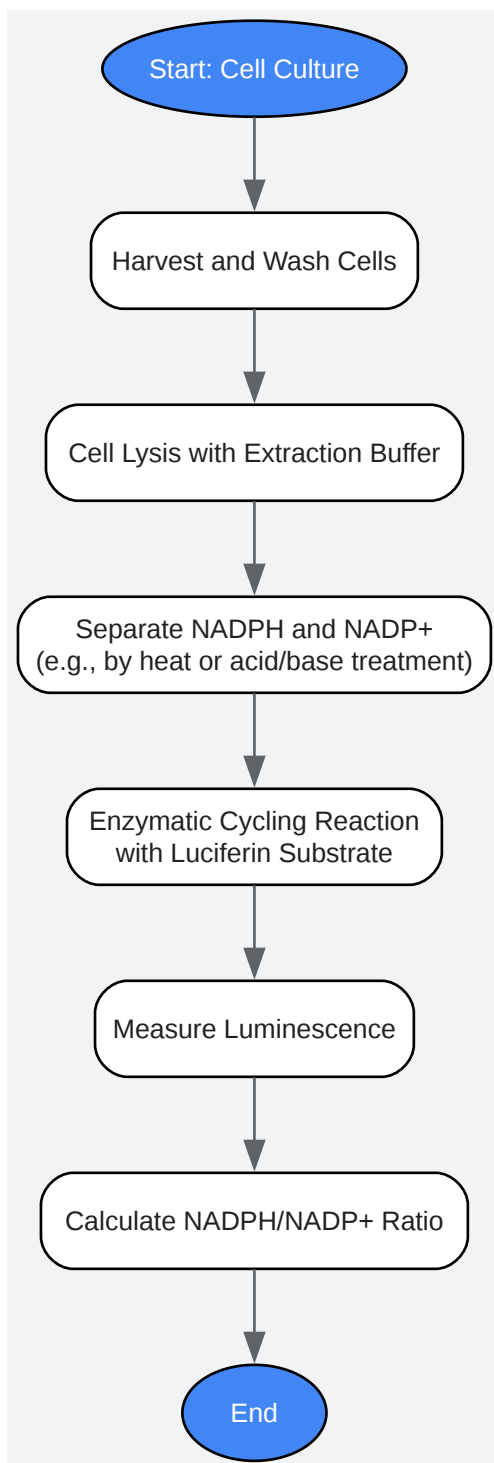 Start: Cell Culture
Harvest and Wash Cells
Cell Lysis with Extraction Buffer
Separate NADPH and NADP+
(e.g., by heat or acid/base treatment)
Enzymatic Cycling Reaction
with Luciferin Substrate
Measure Luminescence
Calculate NADPH/NADP+ Ratio
End